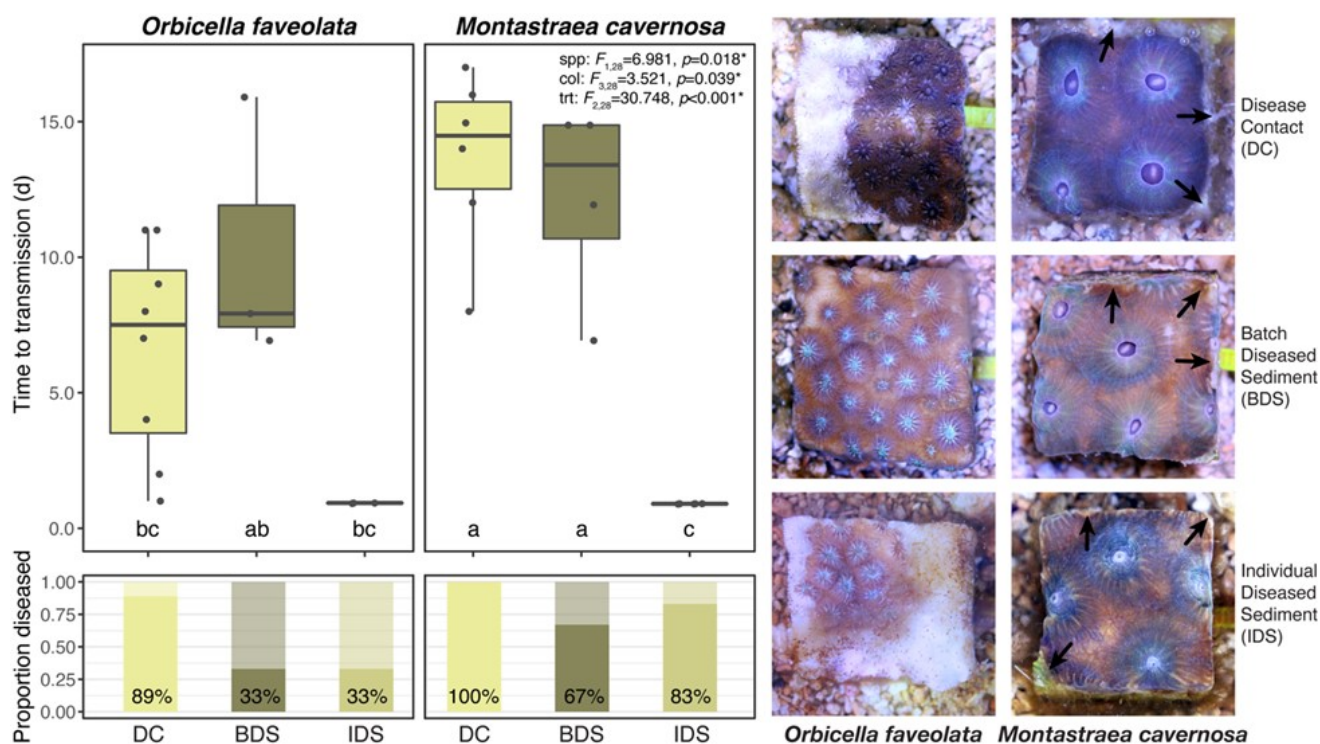 Orbicella faveolata
Montastraea cavernosa
spp: F1,28=6.981, p=0.018*
col: F3,28=3.521, p=0.039*
trt: F2,28=30.748, p<0.001*
Time to transmission (d)
15.0
10.0
5.0
0.0
bc
ab
bc
a
a
c
Proportion diseased
1.00
0.75
0.50
0.25
0.00
89%
33%
33%
100%
67%
83%
DC
BDS
IDS
DC
BDS
IDS
Disease
Contact
(DC)
Batch
Diseased
Sediment
(BDS)
Individual
Diseased
Sediment
(IDS)
Orbicella faveolata
Montastraea cavernosa